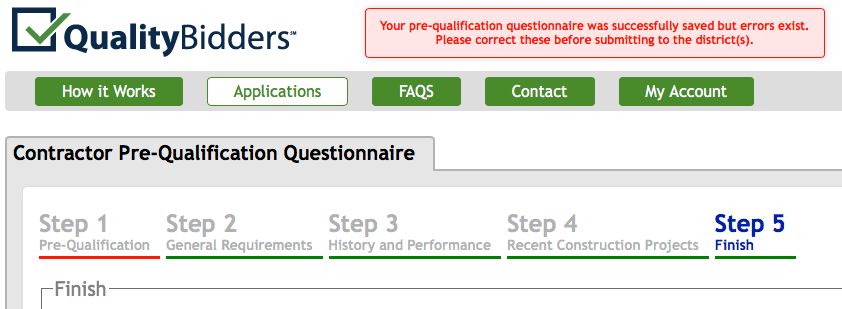 QualityBidders℠
Your pre-qualification questionnaire was successfully saved but errors exist.
Please correct these before submitting to the district(s).
How it Works
Applications
FAQS
Contact
My Account
Contractor Pre-Qualification Questionnaire
Step 1
Pre-Qualification
Step 2
General Requirements
Step 3
History and Performance
Step 4
Recent Construction Projects
Step 5
Finish
Finish